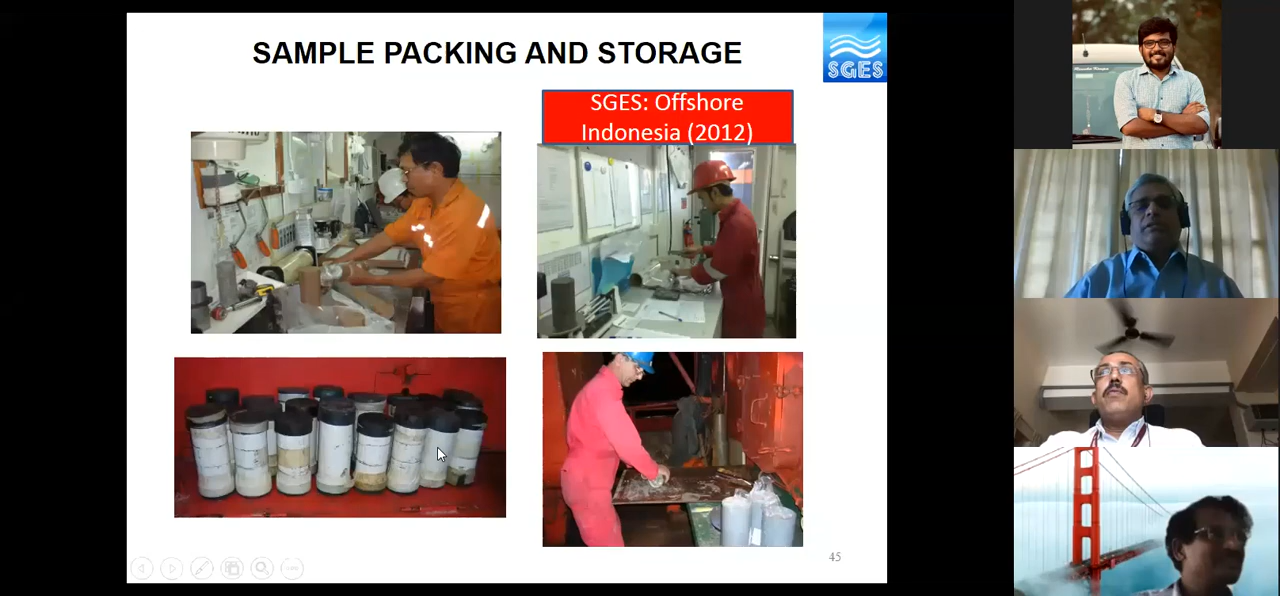 SAMPLE PACKING AND STORAGE
SGES
SGES: Offshore
Indonesia (2012)
45